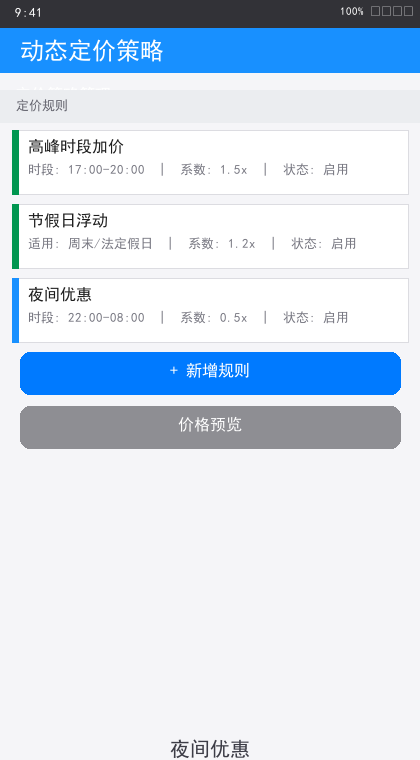 9:41 100%
动态定价策略
定价规则
高峰时段加价
时段: 17:00-20:00 | 系数: 1.5x | 状态: 启用
节假日浮动
适用: 周末/法定假日 | 系数: 1.2x | 状态: 启用
夜间优惠
时段: 22:00-08:00 | 系数: 0.5x | 状态: 启用
+ 新增规则
价格预览
夜间优惠